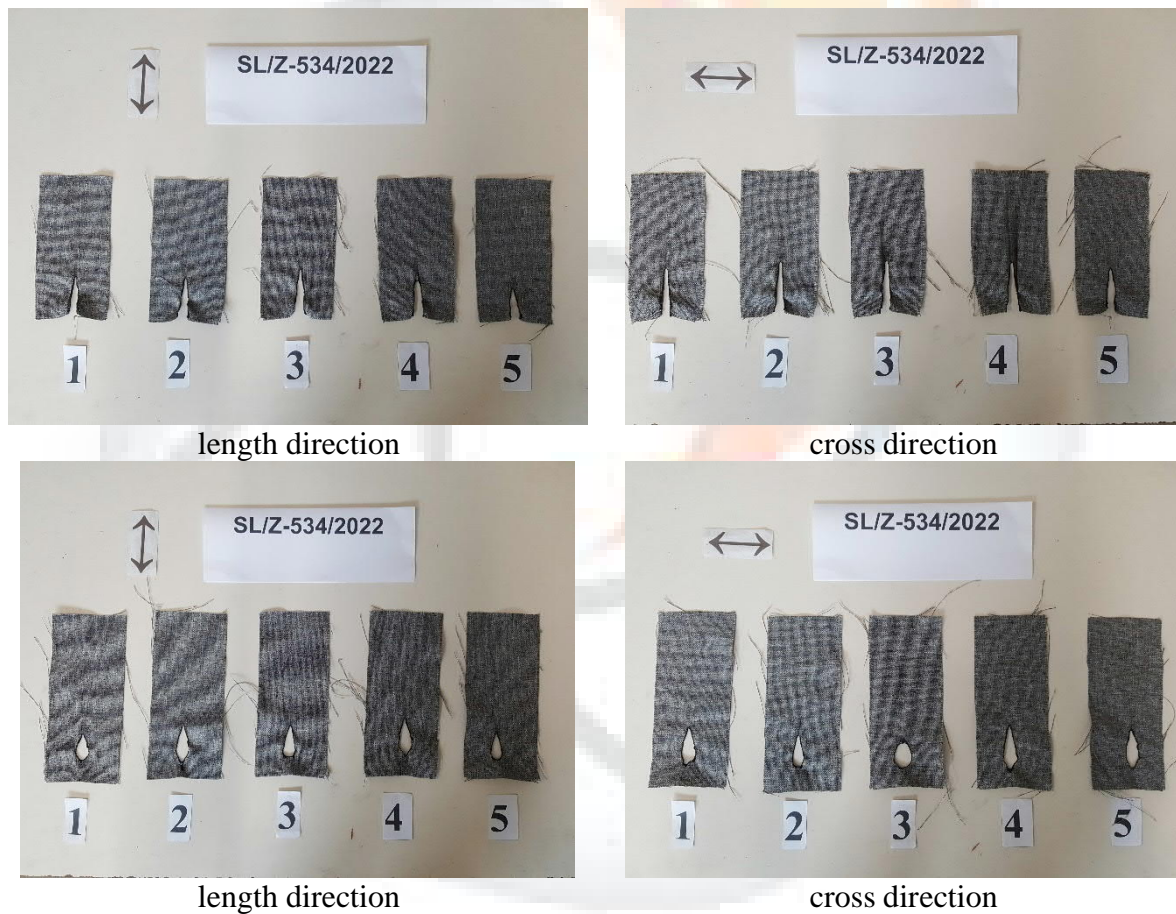 SL/Z-534/2022
1 2 3 4 5
SL/Z-534/2022
1 2 3 4 5
length direction
cross direction
SL/Z-534/2022
1 2 3 4 5
SL/Z-534/2022
1 2 3 4 5
length direction
cross direction